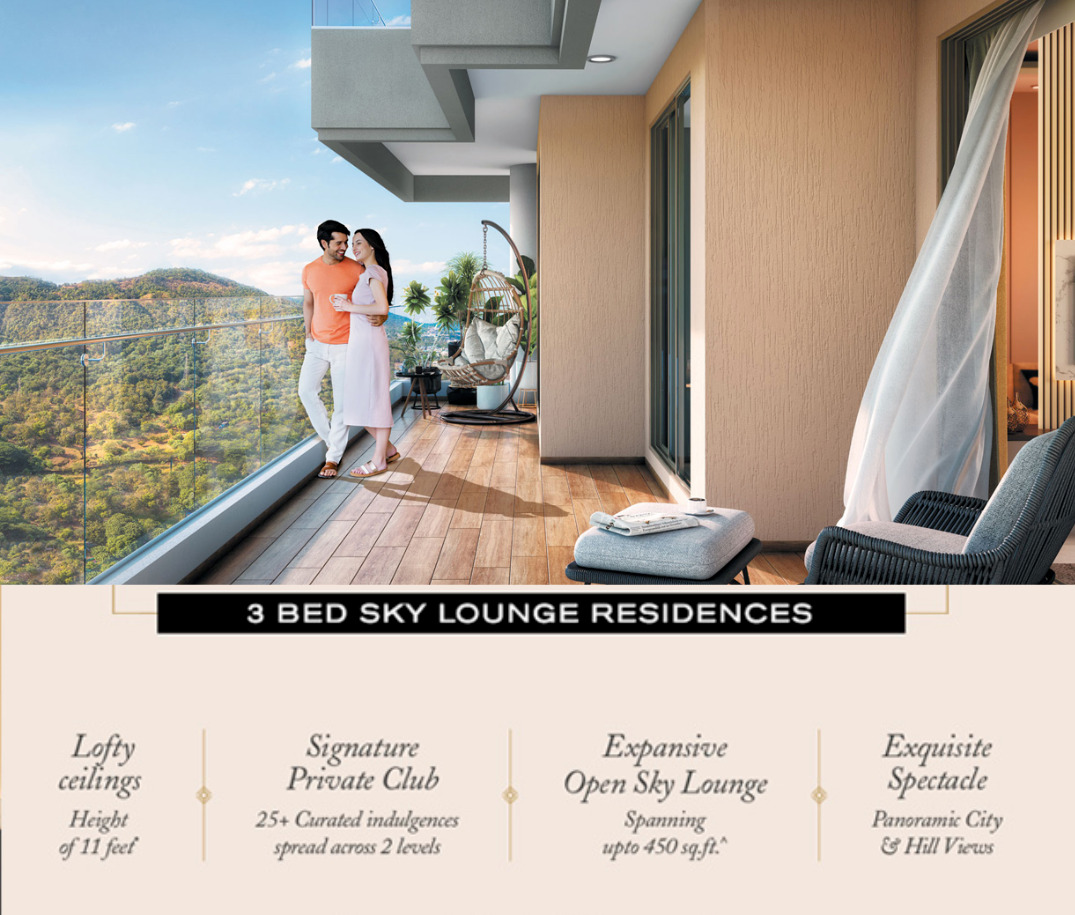 3 BED SKY LOUNGE RESIDENCES
Lofty
ceilings
Height
of 11 feet*
Signature
Private Club
25+ Curated indulgences
spread across 2 levels
Expansive
Open Sky Lounge
Spanning
upto 450 sq.ft.^
Exquisite
Spectacle
Panoramic City
& Hill Views